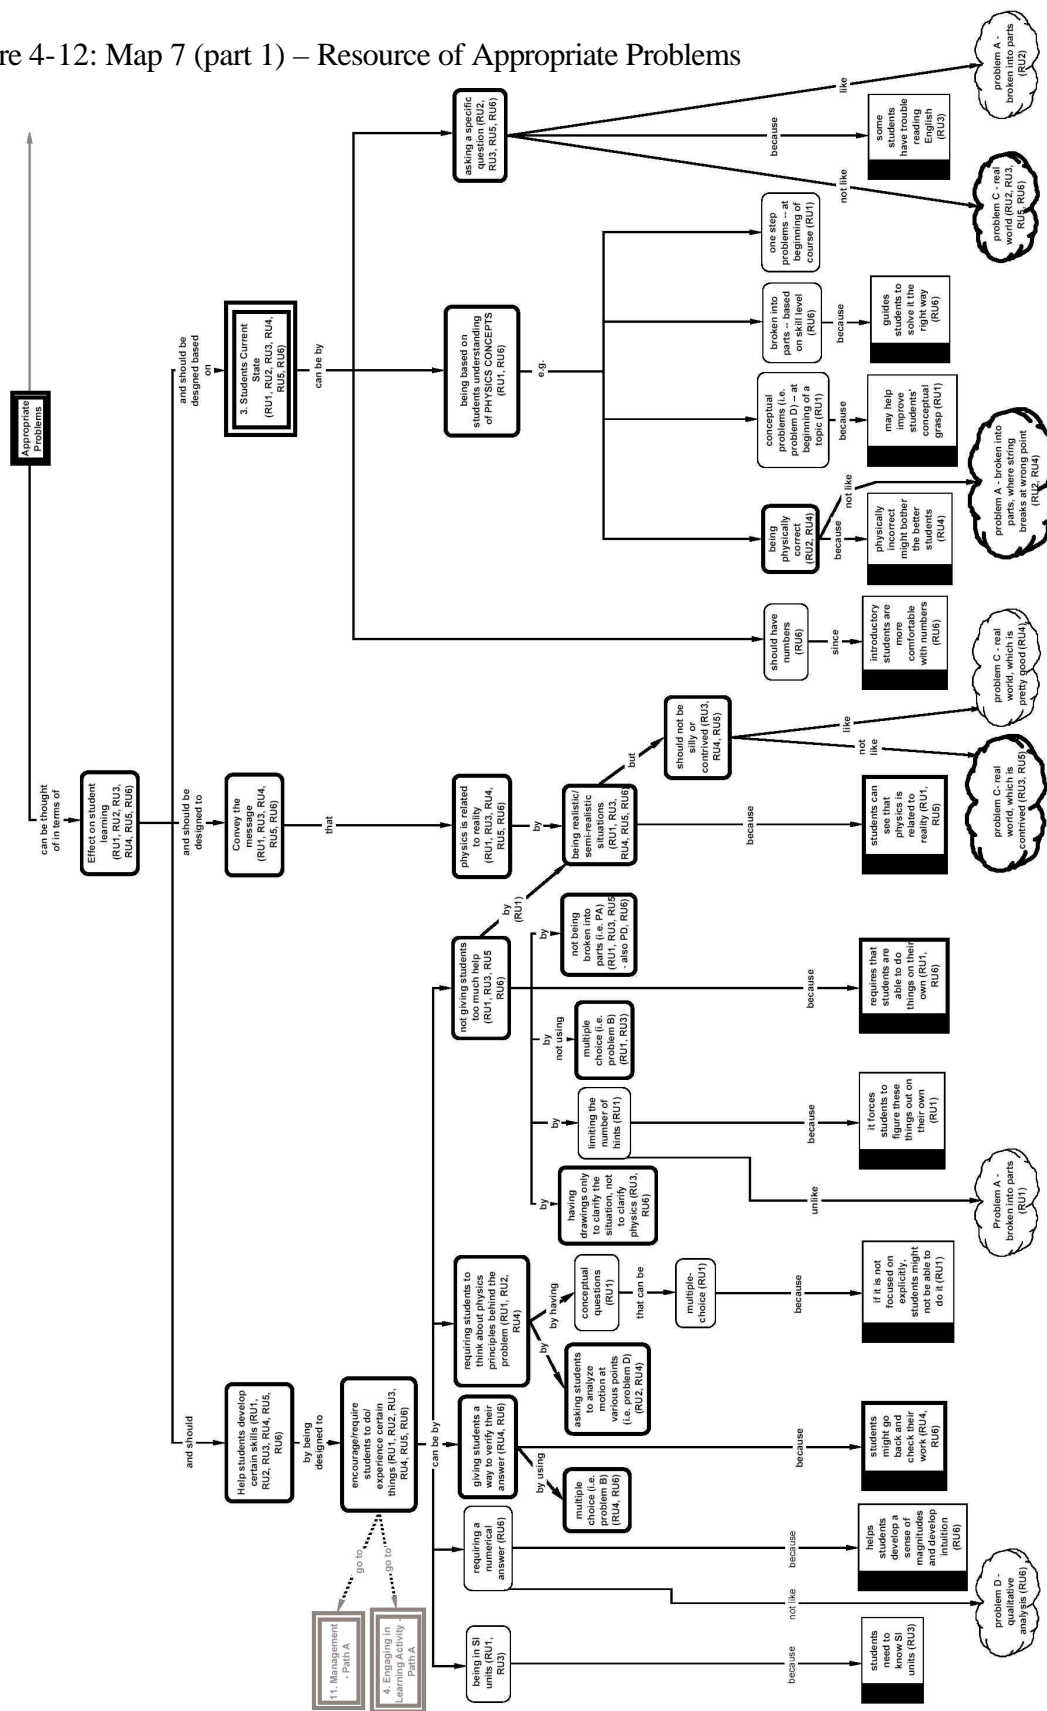 re 4-12: Map 7 (part 1) – Resource of Appropriate Problems
Appropriate
Problems
can be thought
of in terms of
Effect on student
learning
(RU1, RU2, RU3,
RU4, RU5, RU6)
and should
and should be
designed to
and should be
desgned based
on
Help students develop
certain skills (RU1,
RU2, RU3, RU4, RU5,
RU6)
Convey the
message
(RU1, RU3, RU4,
RU5, RU6)
3. Students Current
State
(RU1, RU2, RU3, RU4,
RU5, RU6)
by being
designed to
that
can be by
11. Management
- Path A
4. Engaging in
Learning Activity -
Path A
go to
go to
encourage/require
students to do/
experience certain
things (RU1, RU2, RU3,
RU4, RU5, RU6)
can be by
being in SI
units (RU1,
RU3)
requiring a
numerical
answer (RU6)
giving students a
way to verify their
answer (RU4, RU6)
requiring students to
think about physics
principles behind the
problem (RU1, RU2,
RU4)
not giving students
too much help
(RU1, RU3, RU5
RU6)
physics is related
to reality
(RU1, RU3, RU4,
RU5, RU6)
being based on
students understanding
of PHYSICS CONCEPTS
(RU1, RU6)
asking a specific
question (RU2,
RU3, RU5, RU6)
by using
by
by having
by
by
by
not using
by
by
(RU1)
by
e.g.
multiple
choice (i.e.
problem B)
(RU4, RU6)
asking students
to analyze
motion at
various points
(i.e. problem D)
(RU2, RU4)
conceptual
questions
(RU1)
that can be
multiple-
choice (RU1)
having
drawings only
to clarify the
situation, not
to clarify
physics (RU3,
RU6)
limiting the
number of
hints (RU1)
multiple
choice (i.e.
problem B)
(RU1, RU3)
not being
broken into
parts (i.e. PA)
(RU1, RU3, RU5
- also PD, RU6)
being realistic/
semi-realistic
situations
(RU1, RU3,
RU4, RU5, RU6)
but
should not be
silly or
contrived (RU3,
RU4, RU5)
should have
numbers
(RU6)
being
physically
correct
(RU2, RU4)
conceptual
problems (i.e.
problem D) -- at
beginning of a
topic (RU1)
broken into
parts -- based
on skill level
(RU6)
one step
problems -- at
beginning of
course (RU1)
because
not like
because
because
because
unlike
because
because
because
not
like
like
since
because
not like
because
because
not like
because
like
students
need to
know SI
units (RU3)
helps
students
develop a
sense of
magnitudes
and develop
intuition
(RU6)
students
might go
back and
check their
work (RU4,
RU6)
if it is not
focused on
explicitly,
students might
not be able to
do it (RU1)
it forces
students to
figure these
things out on
their own
(RU1)
requires that
students are
able to do
things on their
own (RU1,
RU6)
students can
see that
physics is
related to
reality (RU1,
RU5)
introductory
students are
more
comfortable
with numbers
(RU6)
physically
incorrect
might bother
the better
students
(RU4)
may help
improve
students'
conceptual
grasp (RU1)
guides
students to
solve it the
right way
(RU6)
some
students
have trouble
reading
English
(RU3)
problem D -
qualitative
analysis (RU6)
Problem A -
broken into parts
(RU1)
problem C- real
world, which is
contrived (RU3, RU5)
problem C - real
world, which is
pretty good (RU4)
problem A - broken into
parts, where string
breaks at wrong point
(RU2, RU4)
problem C - real
world (RU2, RU3,
RU5, RU6)
problem A -
broken into parts
(RU2)